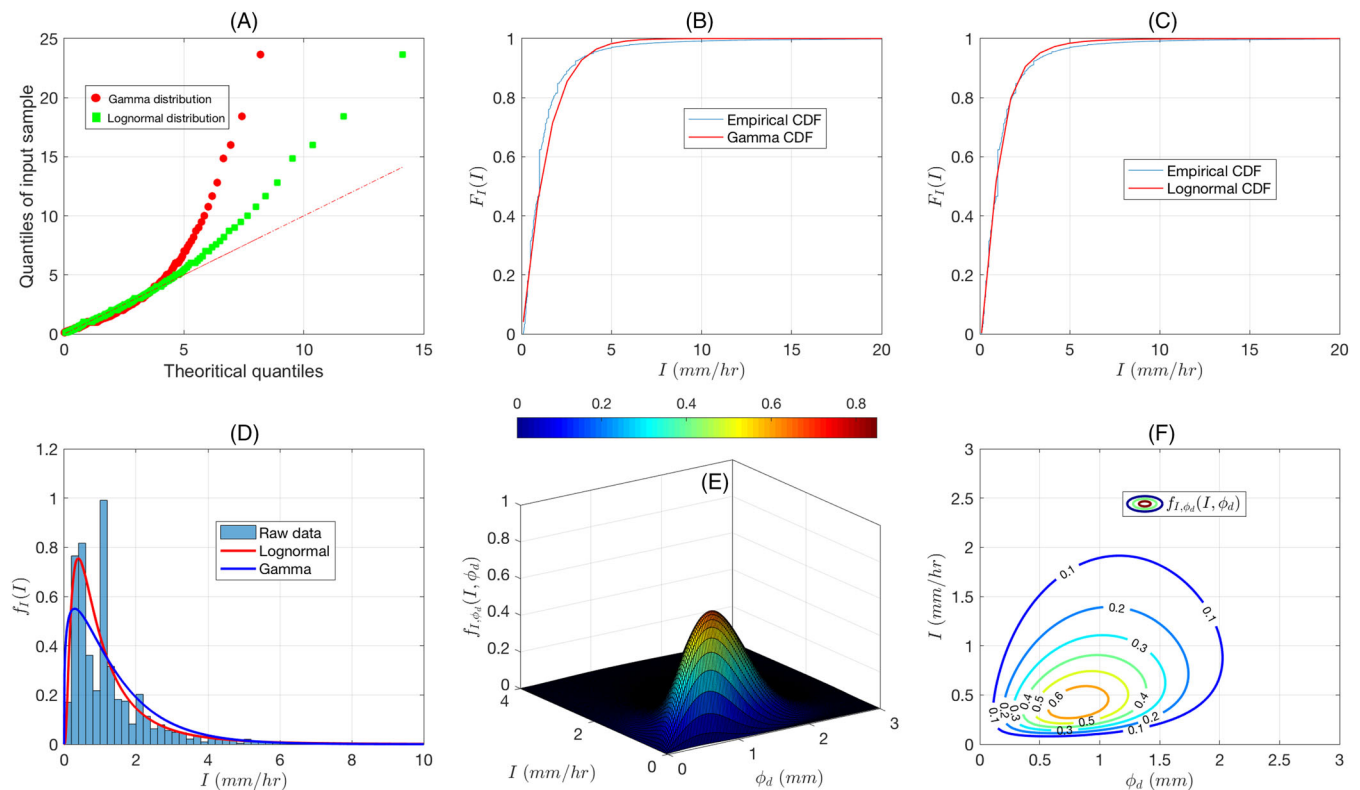 (A)
25
20
15
10
5
0
Quantiles of input sample
Gamma distribution
Lognormal distribution
0 5 10 15
Theoritical quantiles
(B)
1
0.8
0.6
0.4
0.2
0
F_I(I)
Empirical CDF
Gamma CDF
0 5 10 15 20
I (mm/hr)
(C)
1
0.8
0.6
0.4
0.2
0
F_I(I)
Empirical CDF
Lognormal CDF
0 5 10 15 20
I (mm/hr)
0 0.2 0.4 0.6 0.8
(D)
1.2
1
0.8
0.6
0.4
0.2
0
f_I(I)
Raw data
Lognormal
Gamma
0 2 4 6 8 10
I (mm/hr)
(E)
1
0.8
0.6
0.4
0.2
0
f_{I,ϕ_d}(I, ϕ_d)
4
2
0
I (mm/hr)
0
1
2
3
ϕ_d (mm)
(F)
3
2.5
2
1.5
1
0.5
0
I (mm/hr)
f_{I,ϕ_d}(I, ϕ_d)
0.1
0.2
0.1
0.3
0.4
0.5
0.6
0.4
0.3
0.5
0.2
0.2
0.1
0.3
0.1
0 0.5 1 1.5 2 2.5 3
ϕ_d (mm)